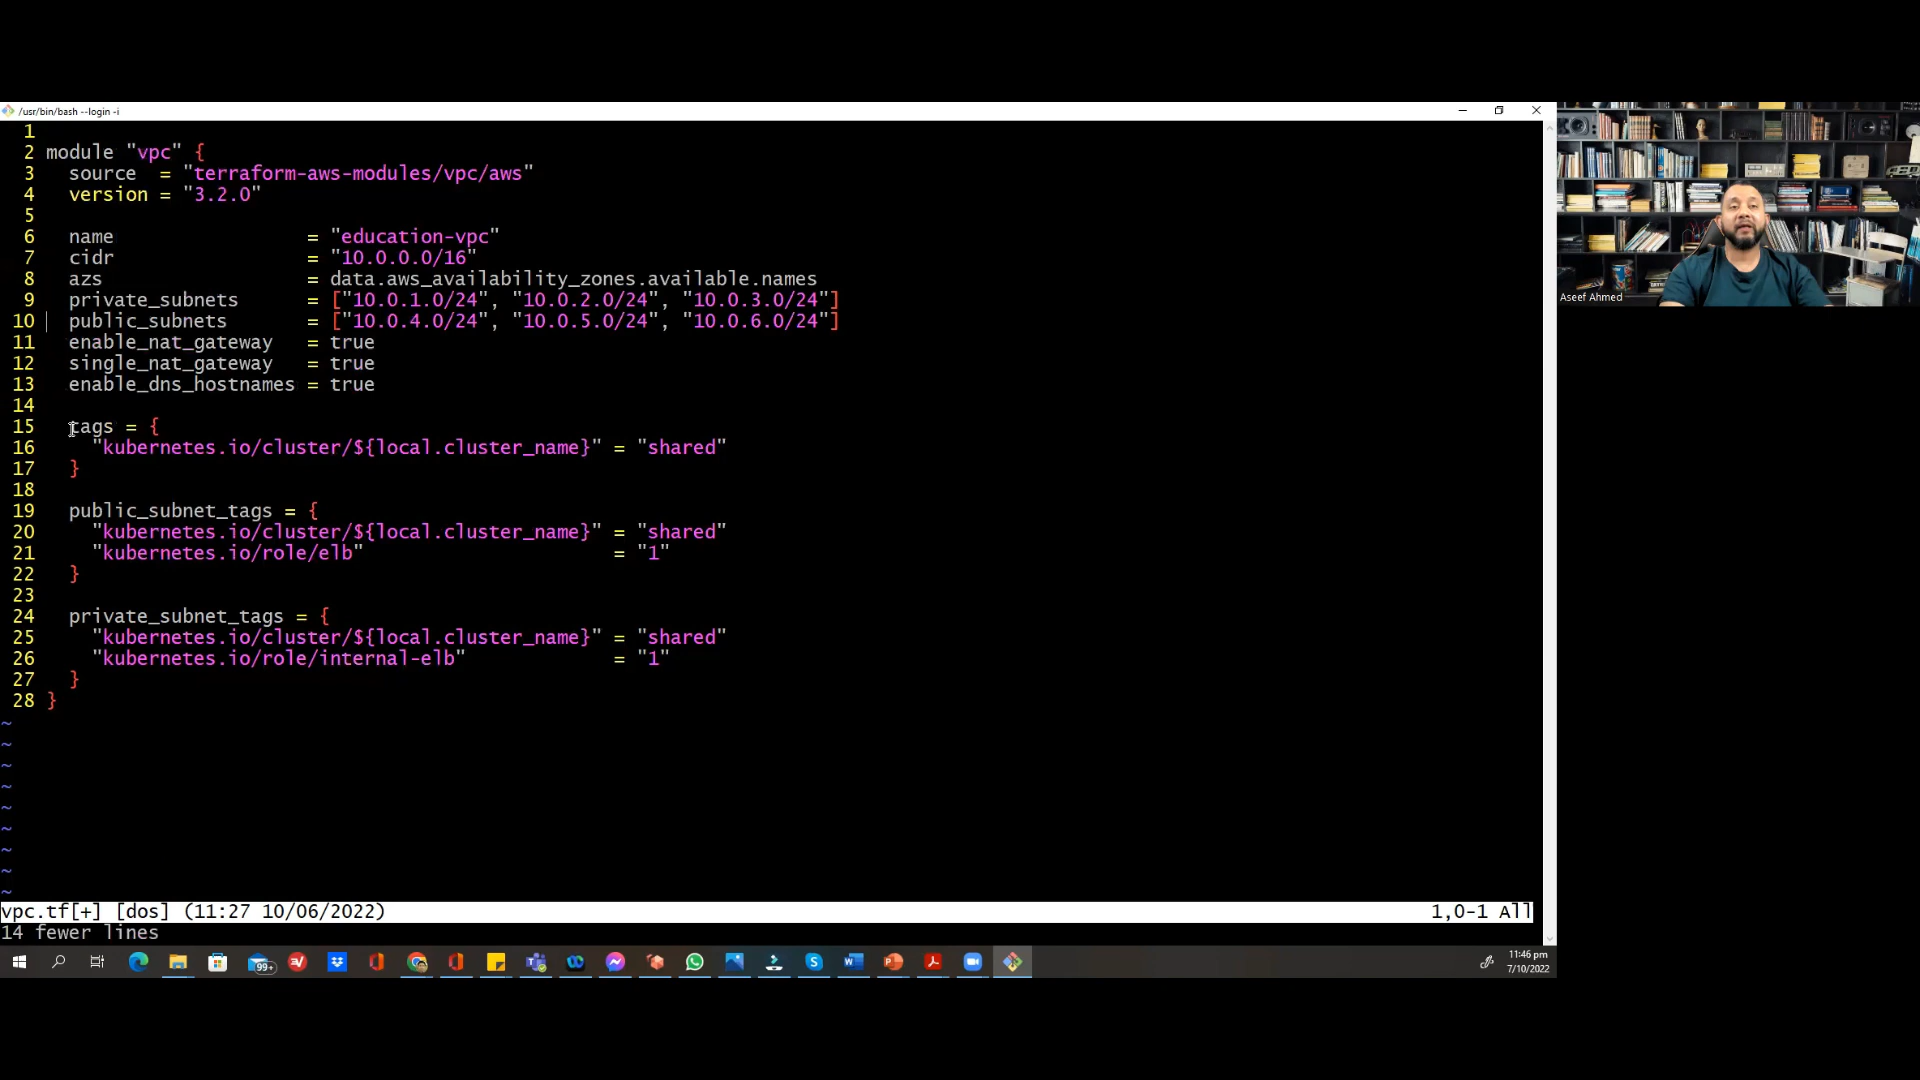 /usr/bin/bash --login -i
1
2 module "vpc" {
3   source  = "terraform-aws-modules/vpc/aws"
4   version = "3.2.0"
5
6   name                 = "education-vpc"
7   cidr                 = "10.0.0.0/16"
8   azs                  = data.aws_availability_zones.available.names
9   private_subnets      = ["10.0.1.0/24", "10.0.2.0/24", "10.0.3.0/24"]
10   public_subnets       = ["10.0.4.0/24", "10.0.5.0/24", "10.0.6.0/24"]
11   enable_nat_gateway   = true
12   single_nat_gateway   = true
13   enable_dns_hostnames = true
14
15   tags = {
16     "kubernetes.io/cluster/${local.cluster_name}" = "shared"
17   }
18
19   public_subnet_tags = {
20     "kubernetes.io/cluster/${local.cluster_name}" = "shared"
21     "kubernetes.io/role/elb"                      = "1"
22   }
23
24   private_subnet_tags = {
25     "kubernetes.io/cluster/${local.cluster_name}" = "shared"
26     "kubernetes.io/role/internal-elb"             = "1"
27   }
28 }
~
~
~
~
~
~
~
~
~
vpc.tf[+] [dos] (11:27 10/06/2022) 1,0-1 All
14 fewer lines
Aseef Ahmed
99+
11:46 pm
7/10/2022